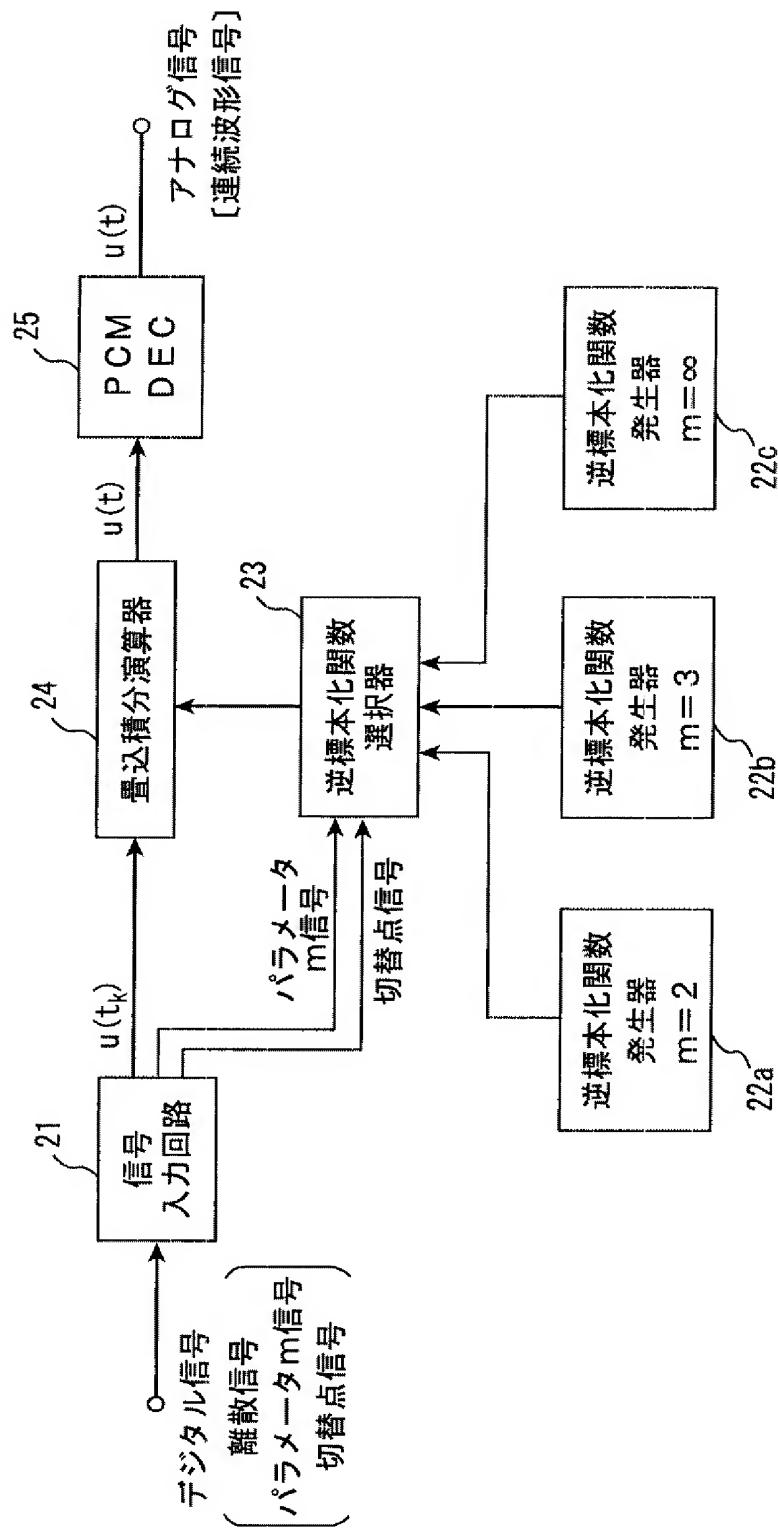 デジタル信号
離散信号
パラメータm信号
切替点信号
21
信号
入力回路
u(tk)
パラメータ
m信号
切替点信号
24
畳込積分演算器
u(t)
25
PCM
DEC
u(t)
アナログ信号
[連続波形信号]
23
逆標本化関数
選択器
逆標本化関数
発生器
m=2
22a
逆標本化関数
発生器
m=3
22b
逆標本化関数
発生器
m=∞
22c